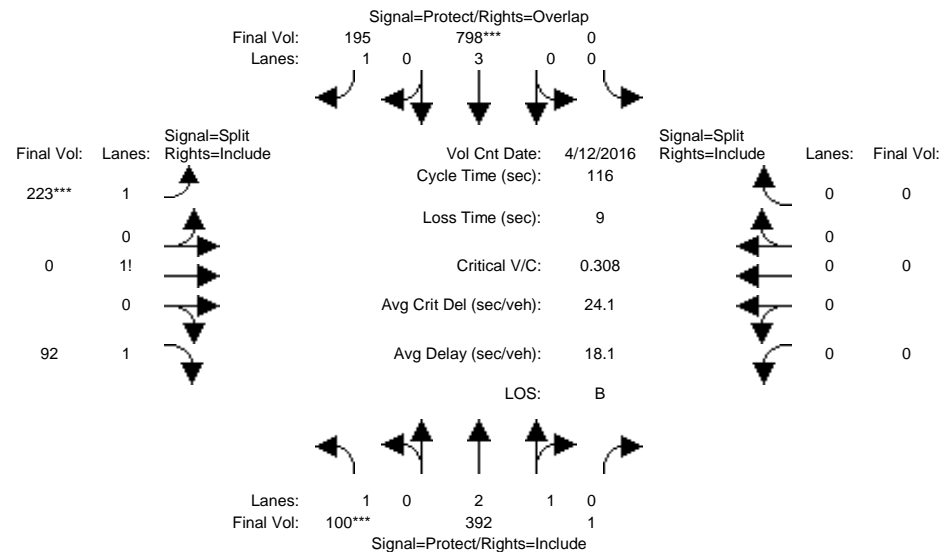 Signal=Protect/Rights=Overlap
Final Vol: 195 798*** 0
Lanes: 1 0 3 0 0
Signal=Split Signal=Split
Final Vol: Lanes: Rights=Include Vol Cnt Date: 4/12/2016 Rights=Include Lanes: Final Vol:
Cycle Time (sec): 116
223*** 1 0 0
Loss Time (sec): 9
0 0
0 1! Critical V/C: 0.308 0 0
0 Avg Crit Del (sec/veh): 24.1 0
92 1 Avg Delay (sec/veh): 18.1 0 0
LOS: B
Lanes: 1 0 2 1 0
Final Vol: 100*** 392 1
Signal=Protect/Rights=Include